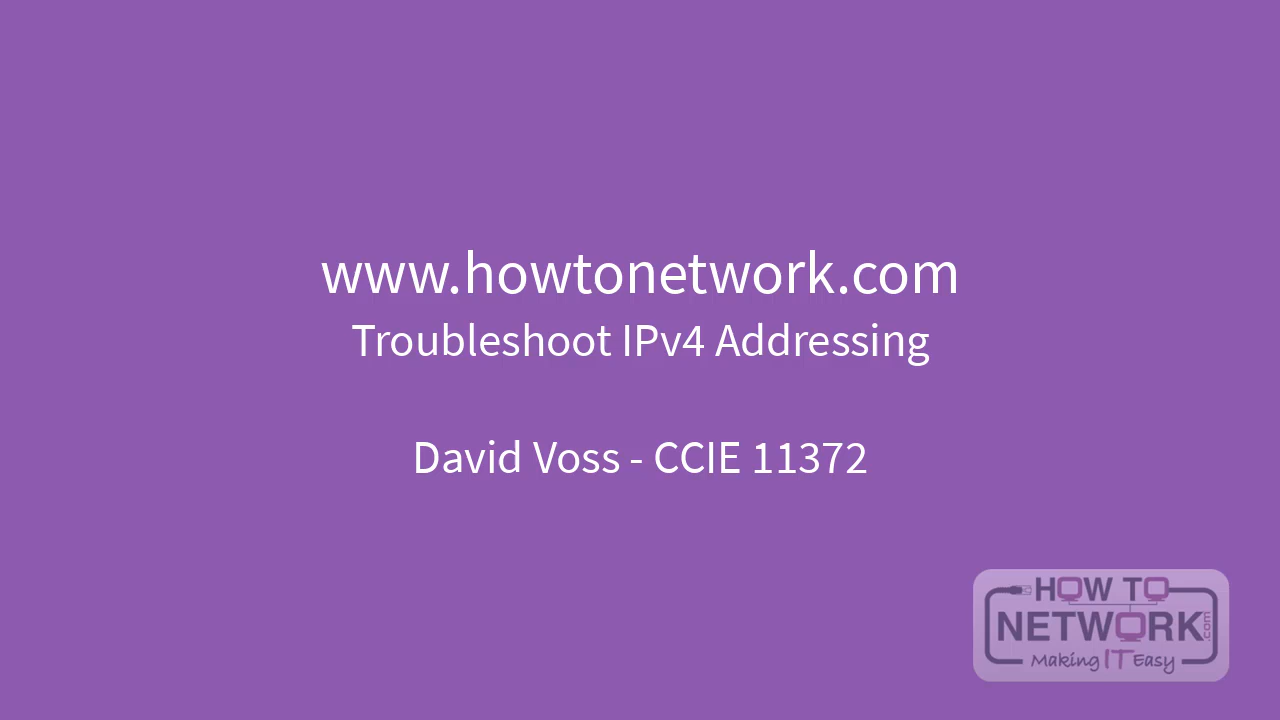 www.howtonetwork.com
Troubleshoot IPv4 Addressing
David Voss - CCIE 11372
HOW TO
NETWORK.com
Making IT Easy